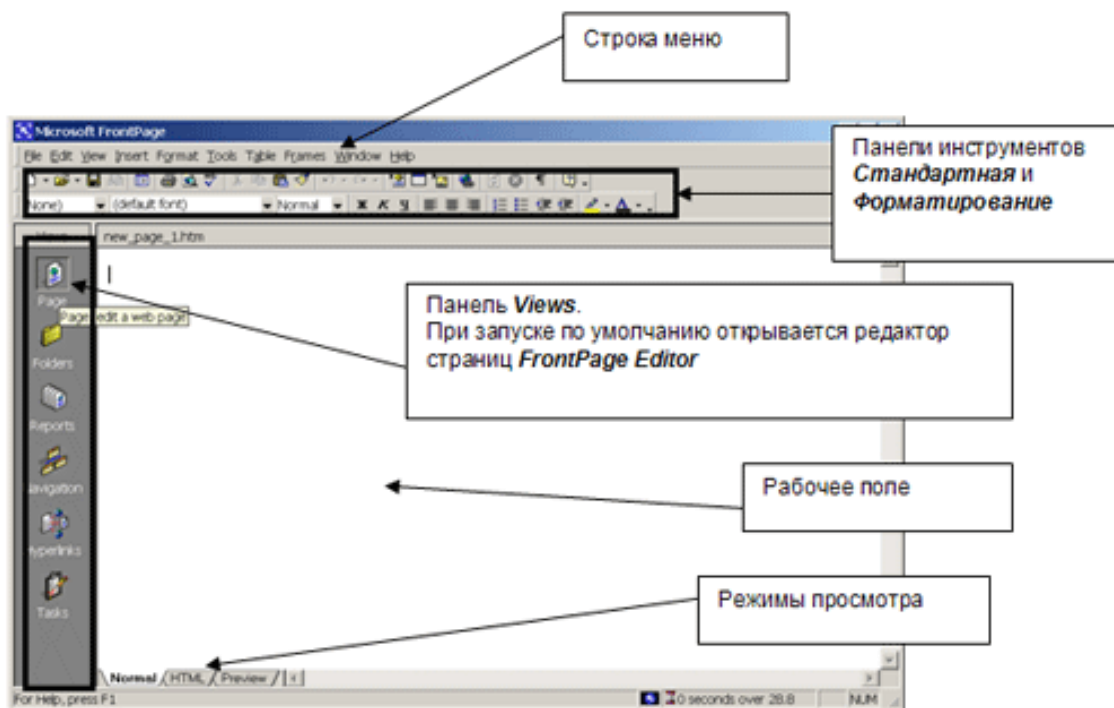 Строка меню
Microsoft FrontPage
File Edit View Insert Format Tools Table Frames Window Help
Панели инструментов
Стандартная и
Форматирование
None) (default font) Normal Ж К Ч
new_page_1.htm
Page
Page edit a web page
Панель Views.
При запуске по умолчанию открывается редактор
страниц FrontPage Editor
Folders
Reports
Navigation
Рабочее поле
Hyperlinks
Режимы просмотра
Tasks
Normal HTML Preview
For Help, press F1
0 seconds over 28.8 NUM